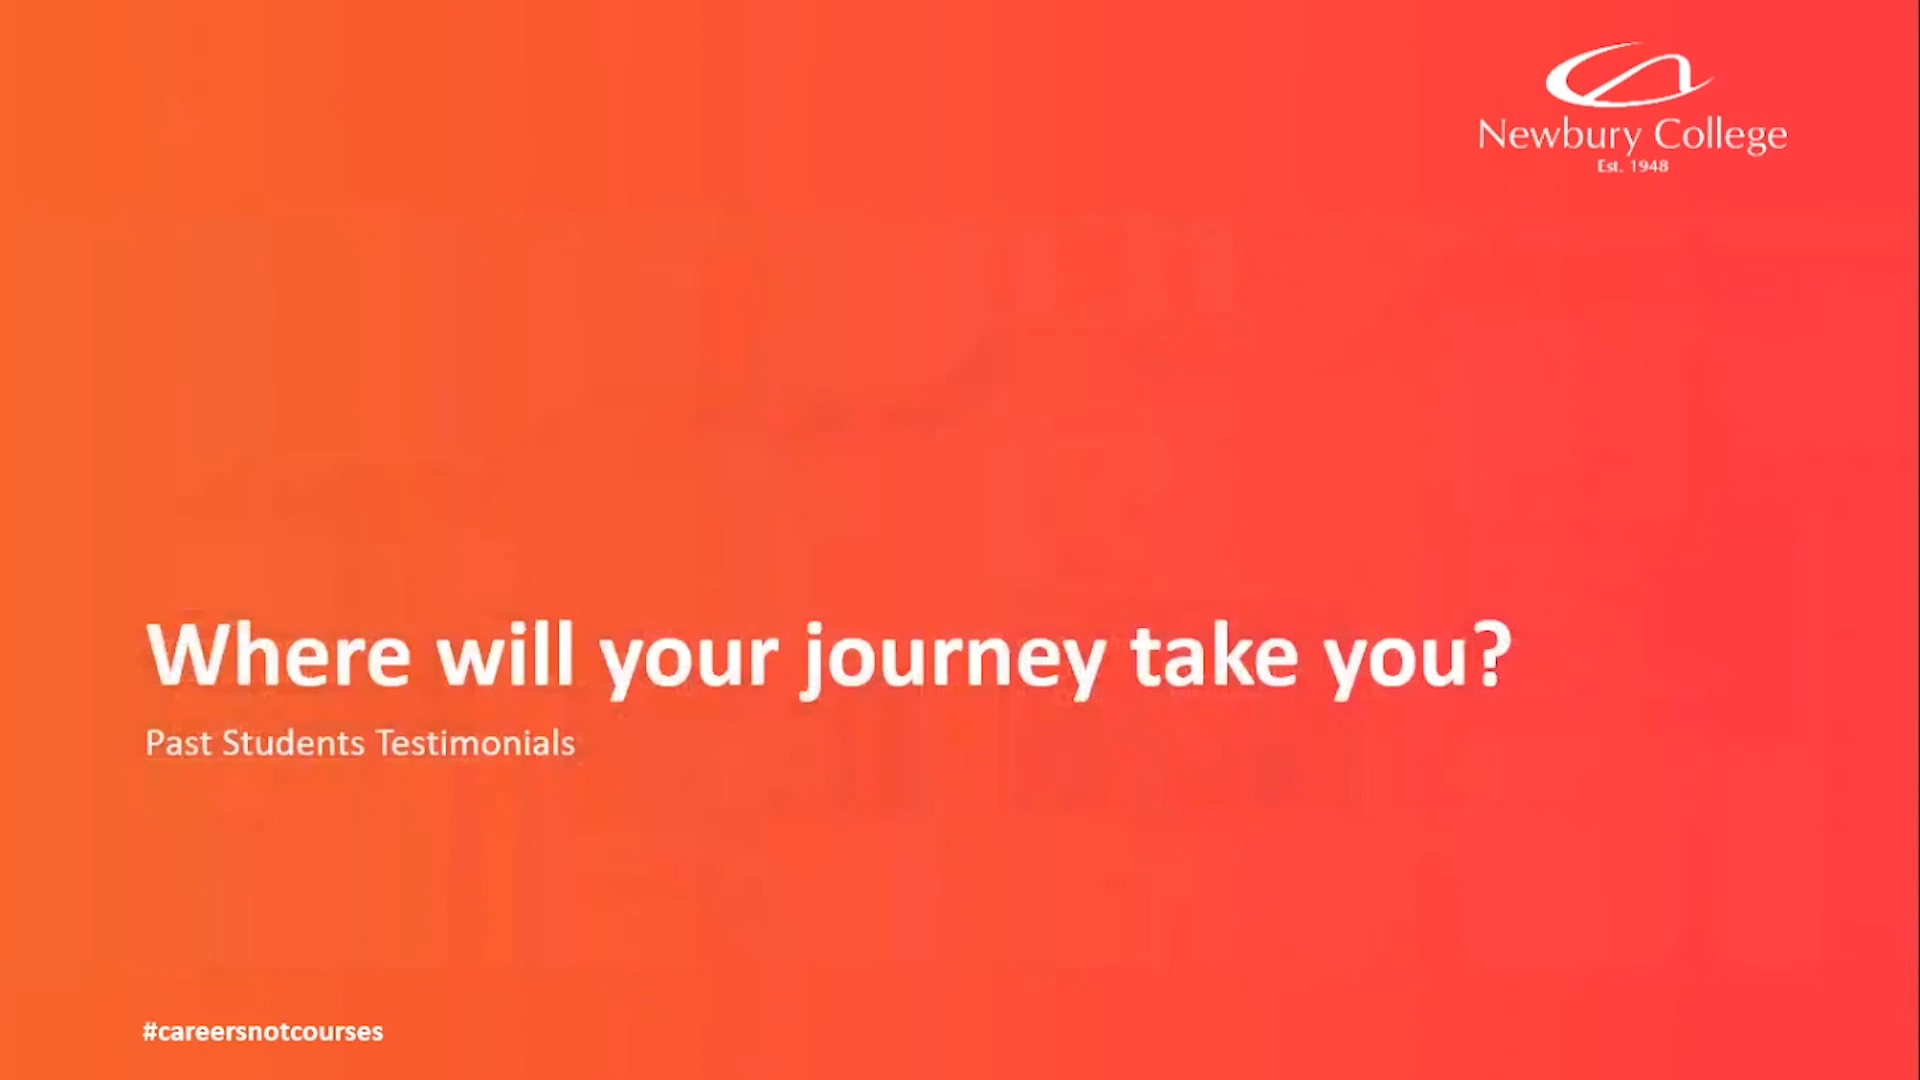 Newbury College
Est. 1948
Where will your journey take you?
Past Students Testimonials
#careersnotcourses